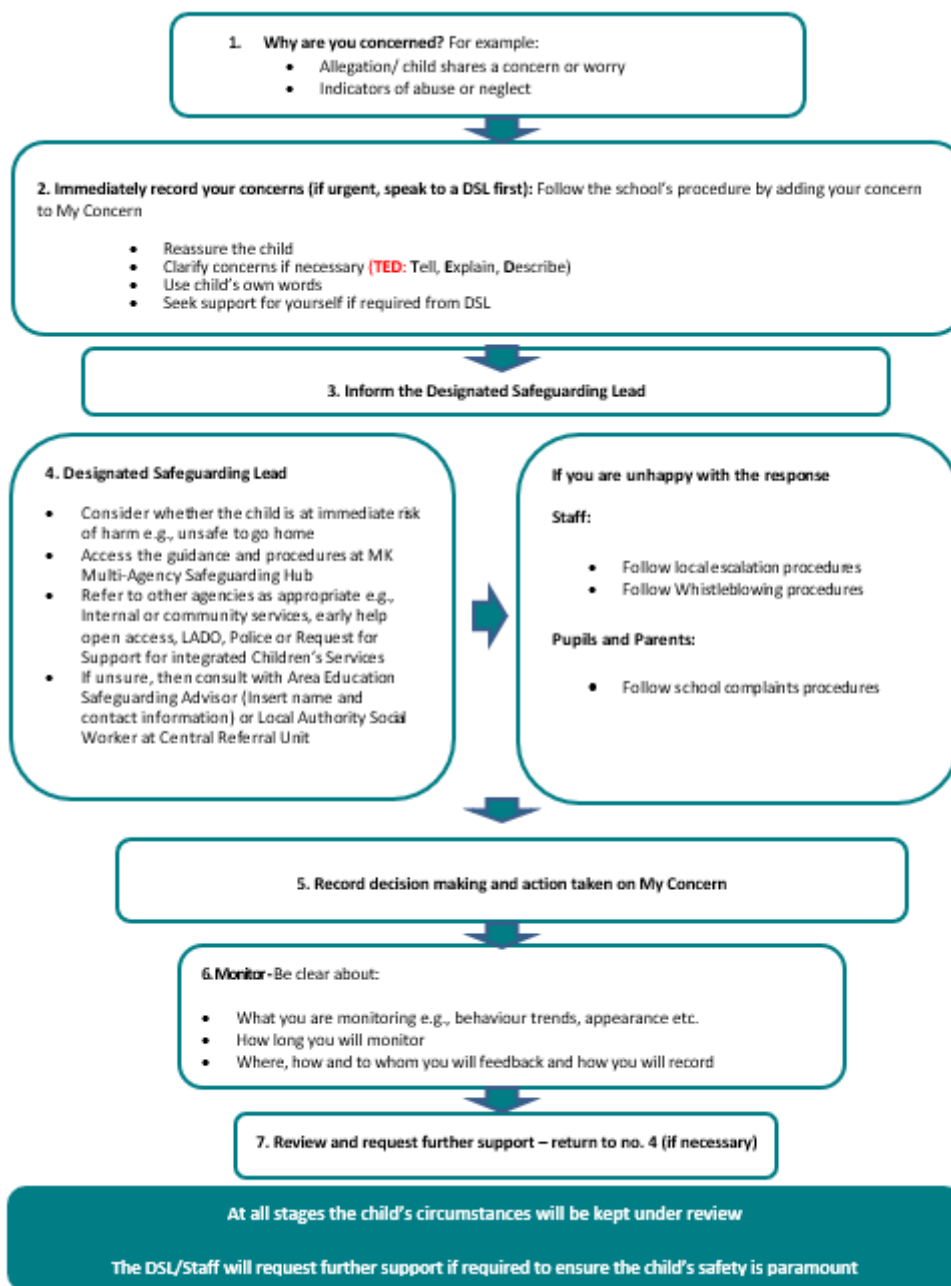 1. Why are you concerned? For example:
• Allegation/ child shares a concern or worry
• Indicators of abuse or neglect
2. Immediately record your concerns (if urgent, speak to a DSL first): Follow the school's procedure by adding your concern
to My Concern
• Reassure the child
• Clarify concerns if necessary (TED: Tell, Explain, Describe)
• Use child's own words
• Seek support for yourself if required from DSL
3. Inform the Designated Safeguarding Lead
4. Designated Safeguarding Lead
• Consider whether the child is at immediate risk
of harm e.g., unsafe to go home
• Access the guidance and procedures at MK
Multi-Agency Safeguarding Hub
• Refer to other agencies as appropriate e.g.,
Internal or community services, early help
open access, LADO, Police or Request for
Support for integrated Children's Services
• If unsure, then consult with Area Education
Safeguarding Advisor (Insert name and
contact information) or Local Authority Social
Worker at Central Referral Unit
If you are unhappy with the response
Staff:
• Follow local escalation procedures
• Follow Whistleblowing procedures
Pupils and Parents:
• Follow school complaints procedures
5. Record decision making and action taken on My Concern
6. Monitor - Be clear about:
• What you are monitoring e.g., behaviour trends, appearance etc.
• How long you will monitor
• Where, how and to whom you will feedback and how you will record
7. Review and request further support – return to no. 4 (if necessary)
At all stages the child's circumstances will be kept under review
The DSL/Staff will request further support if required to ensure the child's safety is paramount